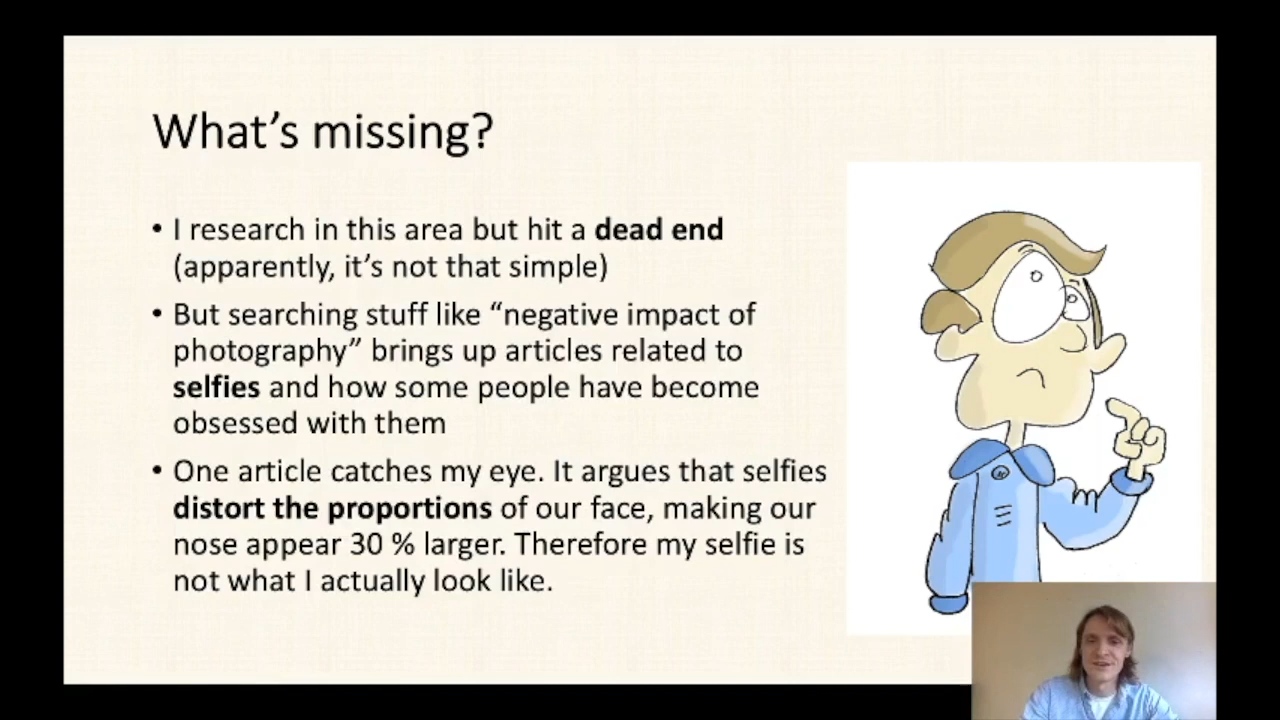 What’s missing?
• I research in this area but hit a dead end
(apparently, it’s not that simple)
• But searching stuff like “negative impact of
photography” brings up articles related to
selfies and how some people have become
obsessed with them
• One article catches my eye. It argues that selfies
distort the proportions of our face, making our
nose appear 30 % larger. Therefore my selfie is
not what I actually look like.